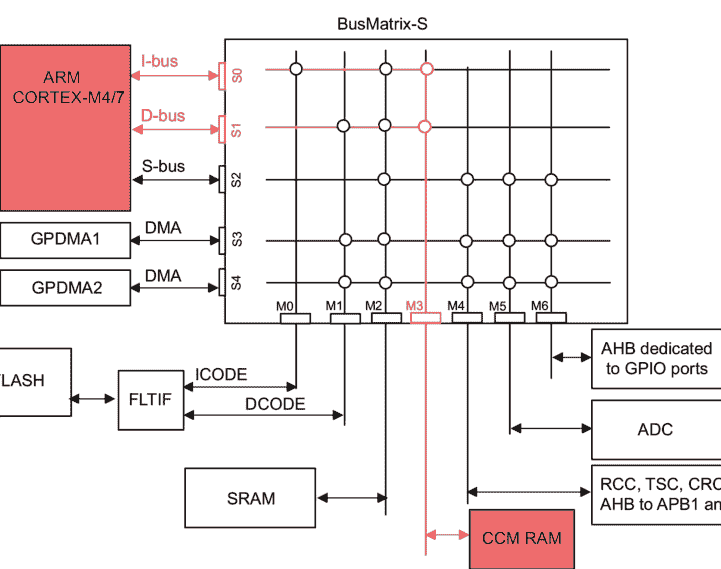 BusMatrix-S
ARM
CORTEX-M4/7
I-bus
S0
D-bus
S1
S-bus
S2
GPDMA1
DMA
S3
GPDMA2
DMA
S4
M0
M1
M2
M3
M4
M5
M6
AHB dedicated
to GPIO ports
LASH
FLTIF
ICODE
DCODE
ADC
SRAM
RCC, TSC, CRC
AHB to APB1 an
CCM RAM